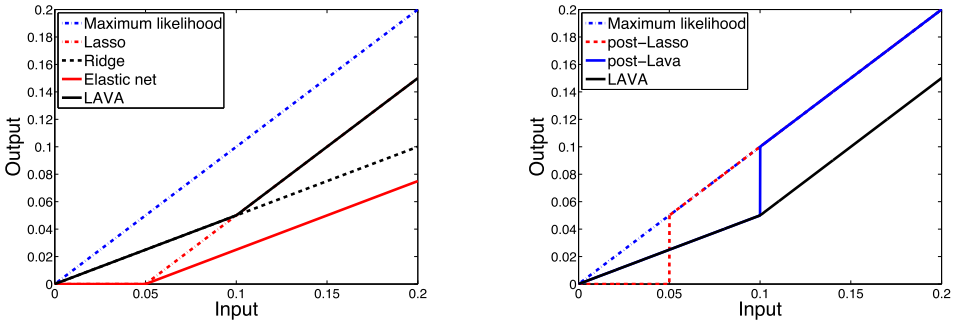 0.2
0.18
0.16
0.14
0.12
0.1
0.08
0.06
0.04
0.02
0
Output
Maximum likelihood
Lasso
Ridge
Elastic net
LAVA
0 0.05 0.1 0.15 0.2
Input
0.2
0.18
0.16
0.14
0.12
0.1
0.08
0.06
0.04
0.02
0
Output
Maximum likelihood
post-Lasso
post-Lava
LAVA
0 0.05 0.1 0.15 0.2
Input